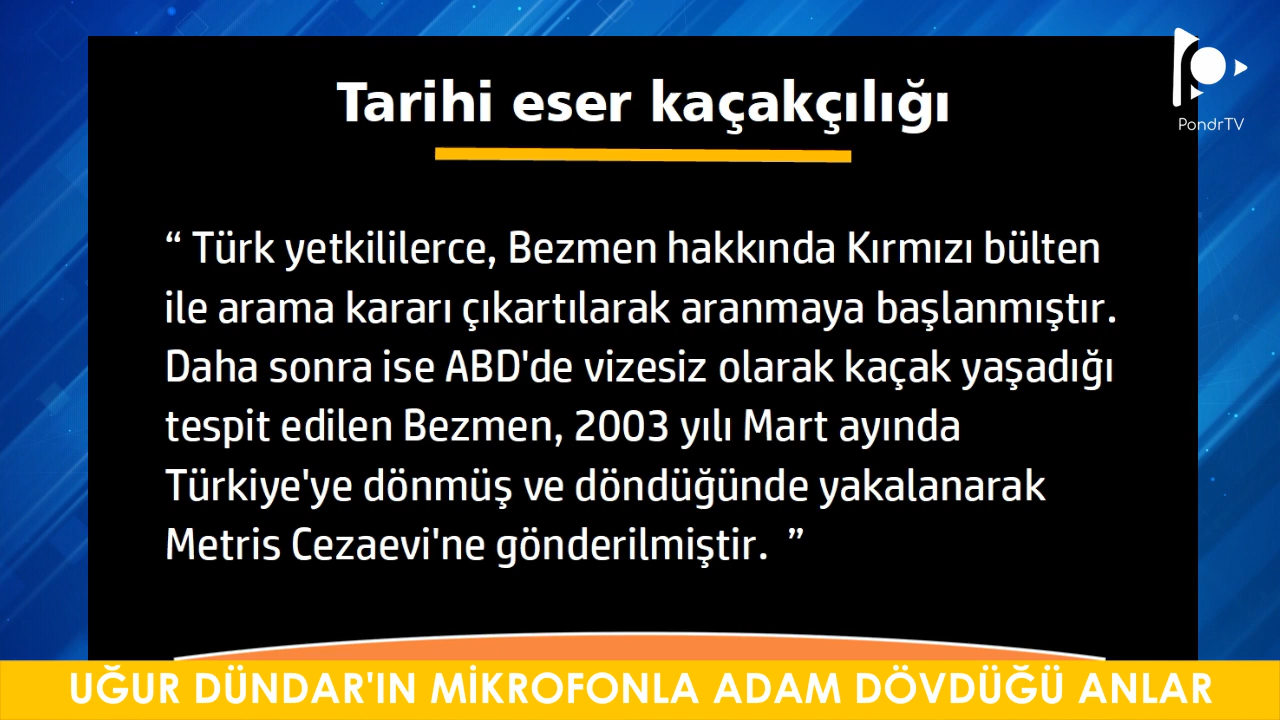 Tarihi eser kaçakçılığı
PondrTV
“ Türk yetkililerce, Bezmen hakkında Kırmızı bülten
ile arama kararı çıkartılarak aranmaya başlanmıştır.
Daha sonra ise ABD'de vizesiz olarak kaçak yaşadığı
tespit edilen Bezmen, 2003 yılı Mart ayında
Türkiye'ye dönmüş ve döndüğünde yakalanarak
Metris Cezaevi'ne gönderilmiştir. ”
UĞUR DÜNDAR'IN MİKROFONLA ADAM DÖVDÜĞÜ ANLAR